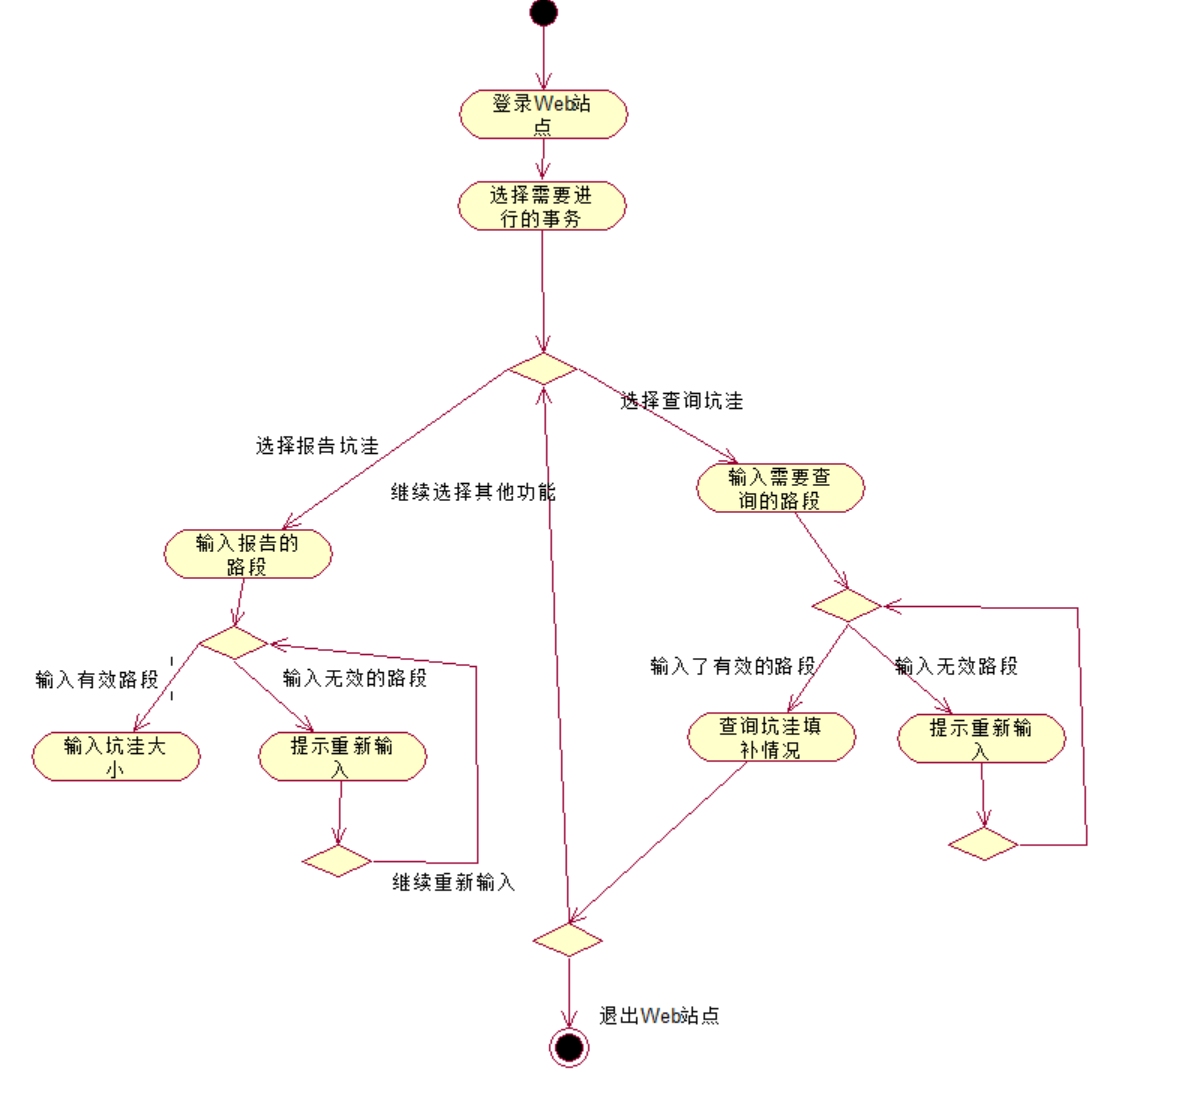 登录Web站
点
选择需要进
行的事务
选择查询坑洼
选择报告坑洼
继续选择其他功能
输入需要查
询的路段
输入报告的
路段
输入有效路段
输入无效的路段
输入了有效的路段
输入无效路段
输入坑洼大
小
提示重新输
入
查询坑洼填
补情况
提示重新输
入
继续重新输入
退出Web站点